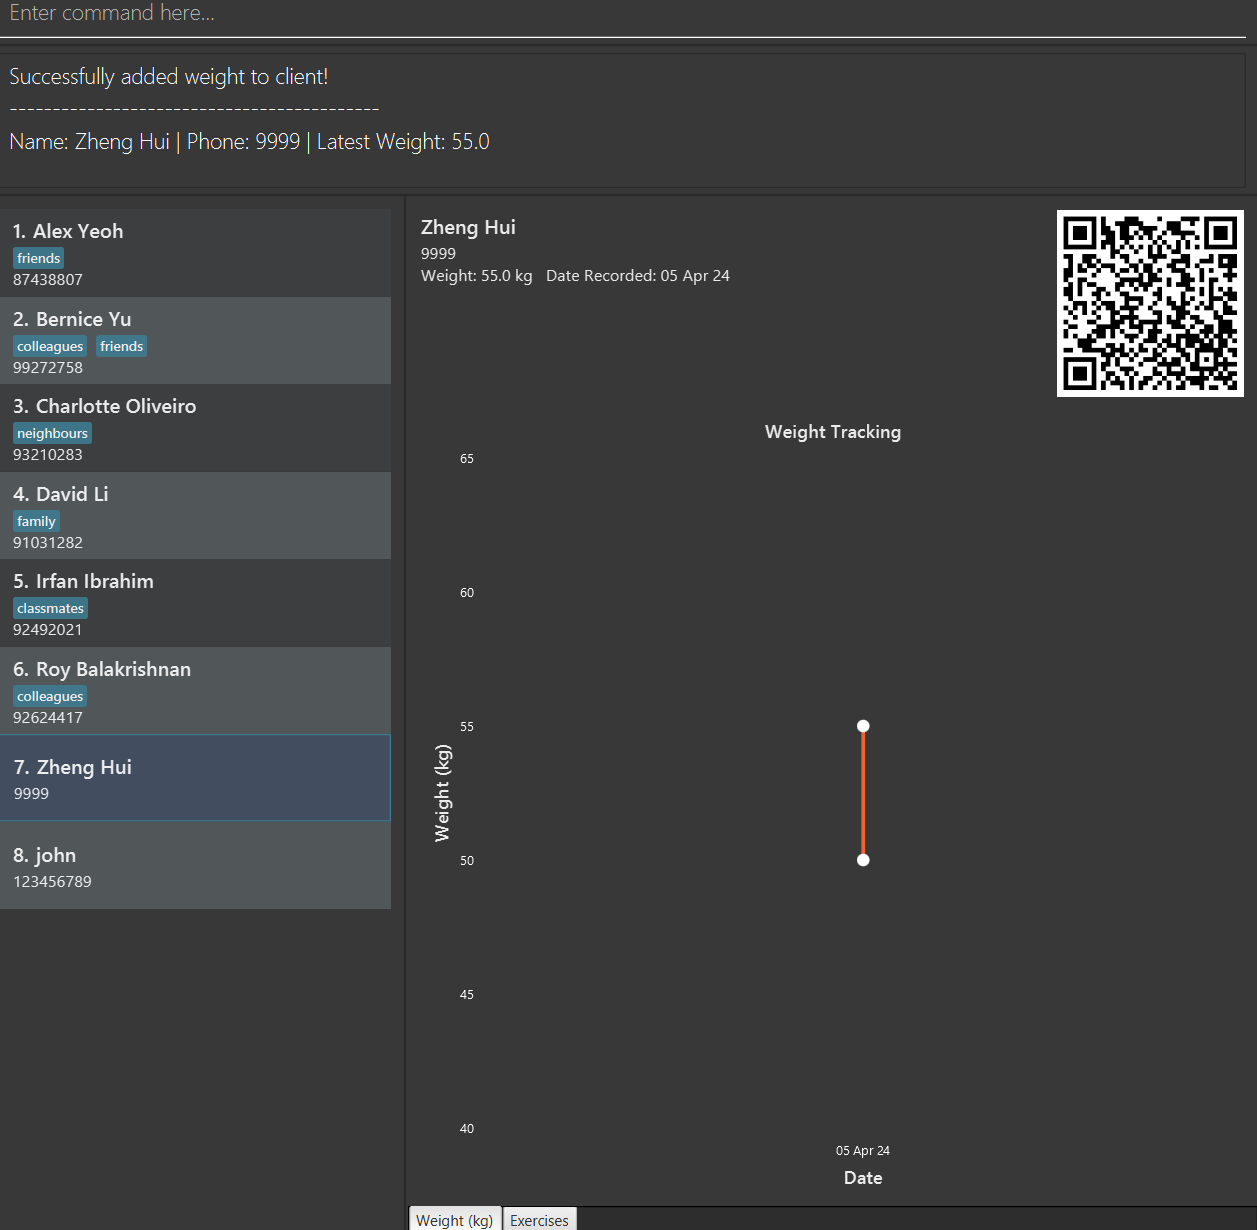 Enter command here...
Successfully added weight to client!
-------------------------------------------
Name: Zheng Hui | Phone: 9999 | Latest Weight: 55.0
1. Alex Yeoh
friends
87438807
2. Bernice Yu
colleagues friends
99272758
3. Charlotte Oliveiro
neighbours
93210283
4. David Li
family
91031282
5. Irfan Ibrahim
classmates
92492021
6. Roy Balakrishnan
colleagues
92624417
7. Zheng Hui
9999
8. john
123456789
Zheng Hui
9999
Weight: 55.0 kg Date Recorded: 05 Apr 24
Weight Tracking
65
60
55
50
45
40
Weight (kg)
05 Apr 24
Date
Weight (kg) Exercises